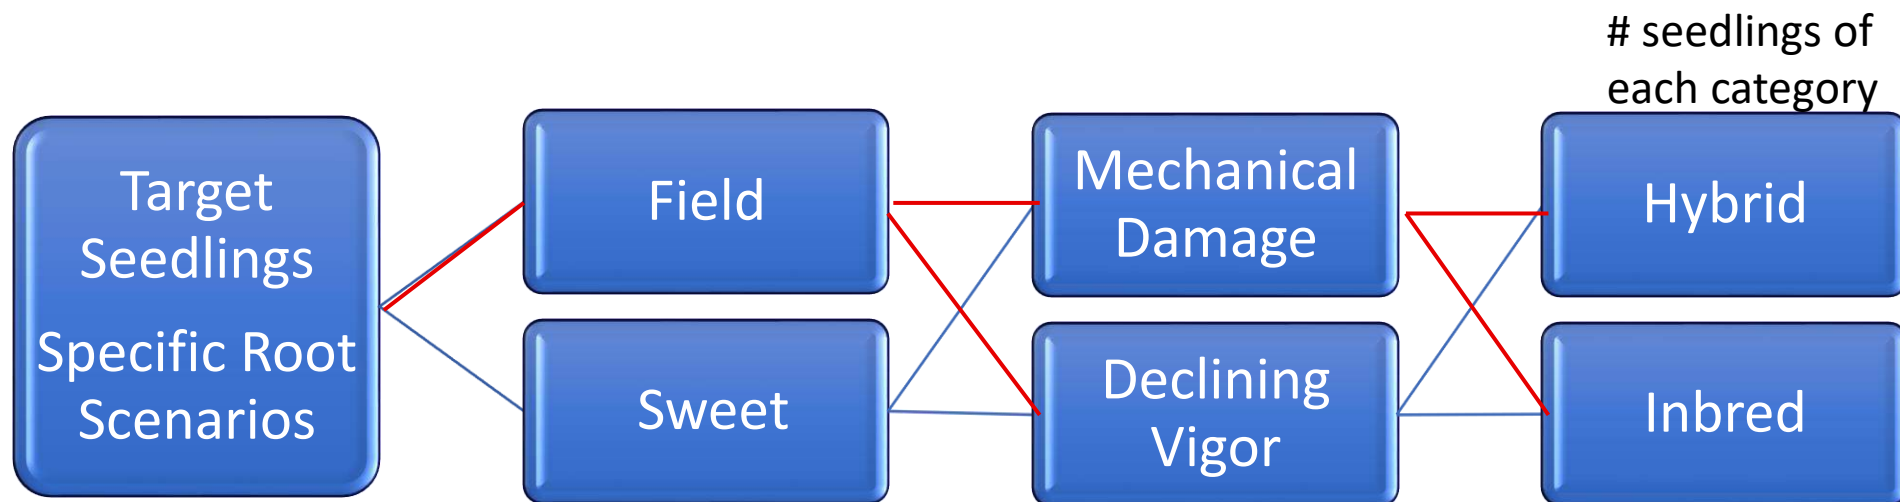 # seedlings of
each category
Target
Seedlings
Specific Root
Scenarios
Field
Sweet
Mechanical
Damage
Declining
Vigor
Hybrid
Inbred